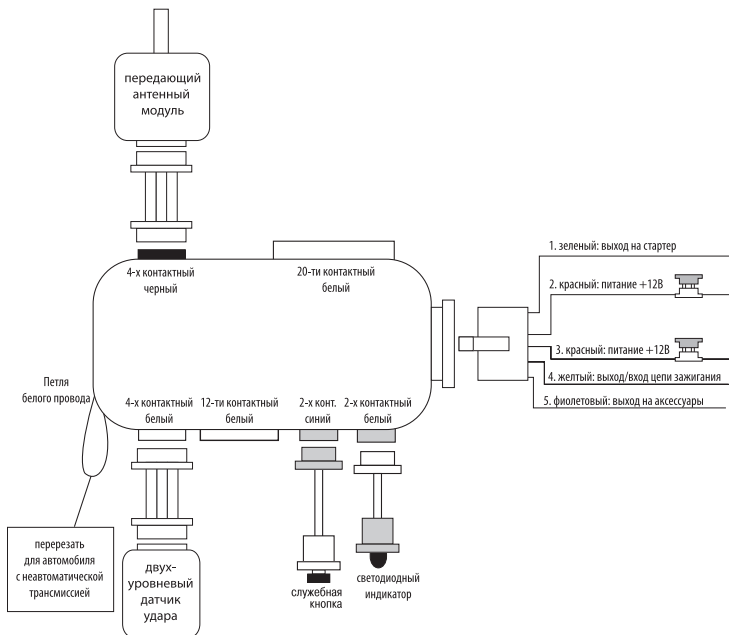 передающий
антенный
модуль
4-х контактный
черный
20-ти контактный
белый
1. зеленый: выход на стартер
2. красный: питание +12В
3. красный: питание +12В
4. желтый: выход/вход цепи зажигания
5. фиолетовый: выход на аксессуары
Петля
белого провода
4-х контактный
белый
12-ти контактный
белый
2-х конт.
синий
2-х контактный
белый
перерезать
для автомобиля
с неавтоматической
трансмиссией
двух-
уровневый
датчик
удара
служебная
кнопка
светодиодный
индикатор